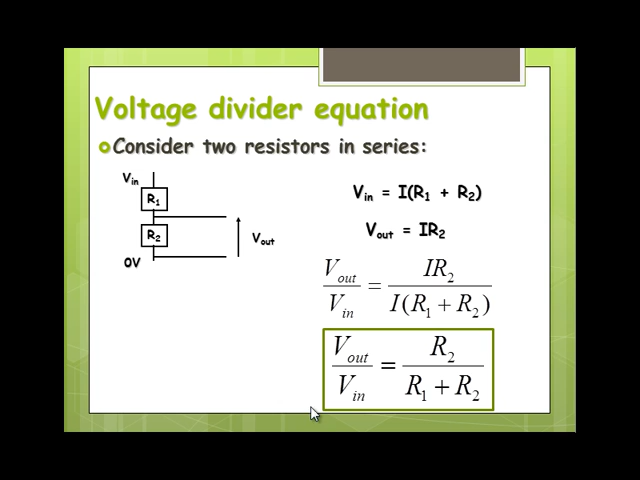 Voltage divider equation
Consider two resistors in series:
Vin
R1
R2
0V
Vout
Vin = I(R1 + R2)
Vout = IR2
Vout / Vin = IR2 / I(R1 + R2)
Vout / Vin = R2 / R1 + R2